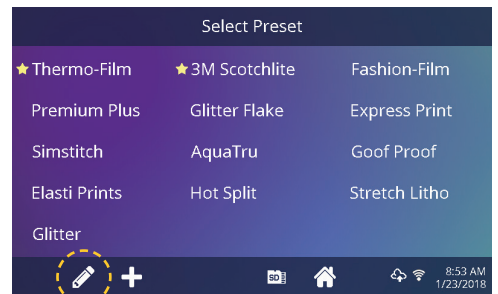 Select Preset
Thermo-Film 3M Scotchlite Fashion-Film
Premium Plus Glitter Flake Express Print
Simstitch AquaTru Goof Proof
Elasti Prints Hot Split Stretch Litho
Glitter
SD 8:53 AM
1/23/2018